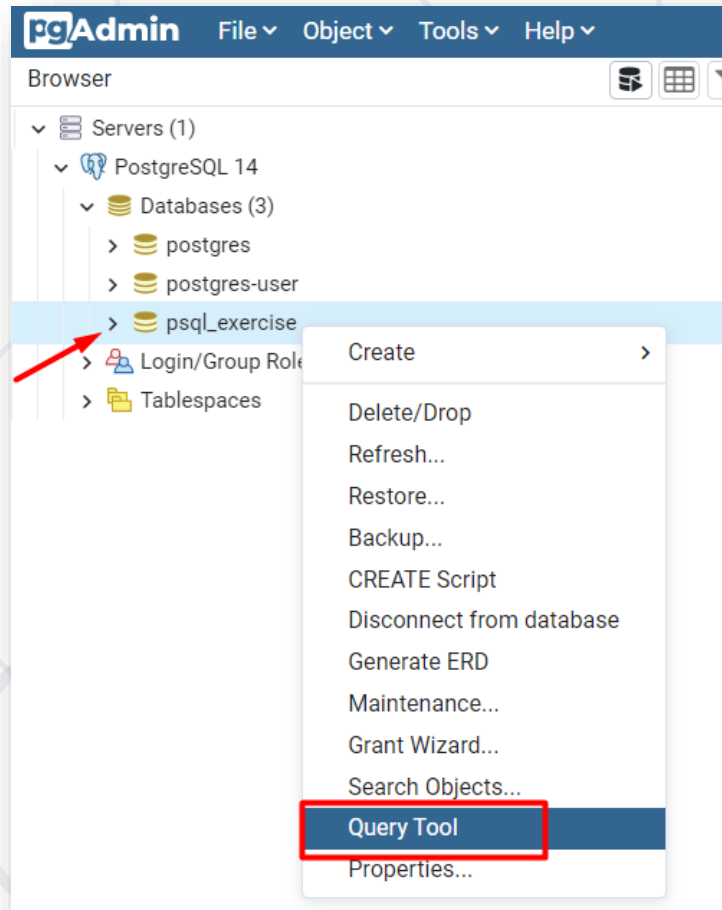 pgAdmin File Object Tools Help
Browser
Servers (1)
PostgreSQL 14
Databases (3)
postgres
postgres-user
psql_exercise
Login/Group Role
Tablespaces
Create
Delete/Drop
Refresh...
Restore...
Backup...
CREATE Script
Disconnect from database
Generate ERD
Maintenance...
Grant Wizard...
Search Objects...
Query Tool
Properties...